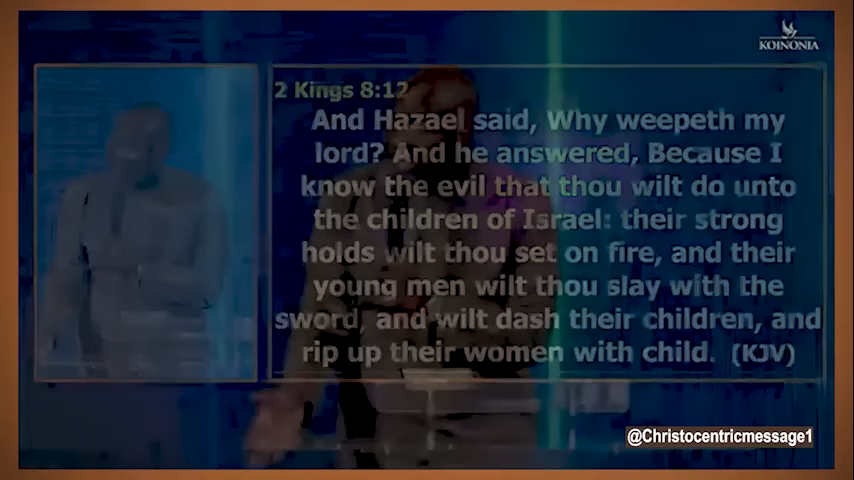 KOINONIA
2 Kings 8:12
And Hazael said, Why weepeth my
lord? And he answered, Because I
know the evil that thou wilt do unto
the children of Israel: their strong
holds wilt thou set on fire, and their
young men wilt thou slay with the
sword, and wilt dash their children, and
rip up their women with child. (KJV)
@Christocentricmessage1